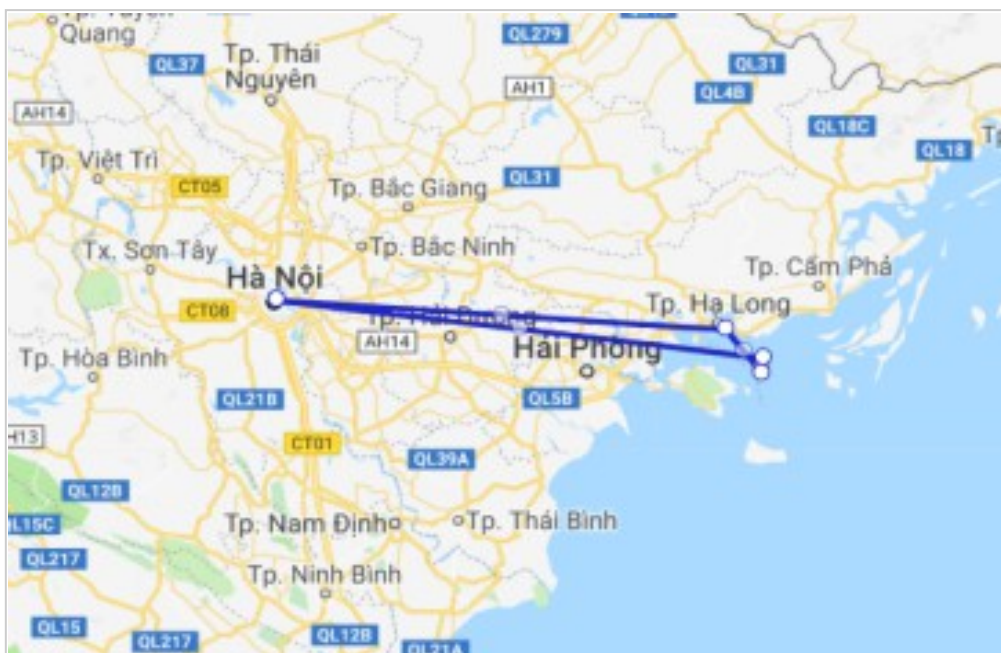 Quang
QL37
Tp. Thái
Nguyên
QL279
AH1
QL31
QL4B
QL18C
QL18
AH14
Tp. Việt Trì
CT05
Tp. Bắc Giang
QL31
Tx. Sơn Tây
Tp. Bắc Ninh
Hà Nội
Tp. Cẩm Phả
Tp. Hạ Long
CT08
AH14
Hải Phòng
Tp. Hòa Bình
QL21B
QL5B
CT01
QL39A
QL12B
QL15C
Tp. Nam Định
Tp. Thái Bình
QL217
Tp. Ninh Bình
QL15
QL217
QL12B
QL21A